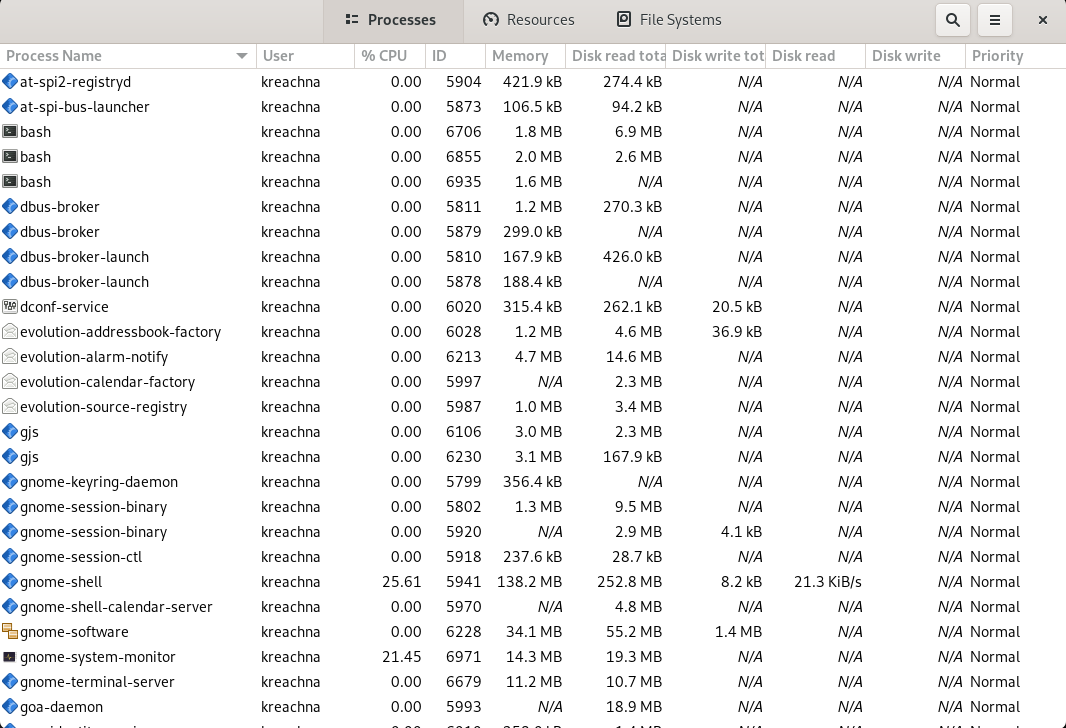 Processes Resources File Systems
Process Name User % CPU ID Memory Disk read tota Disk write tot Disk read Disk write Priority
at-spi2-registryd kreachna 0.00 5904 421.9 kB 274.4 kB N/A N/A N/A Normal
at-spi-bus-launcher kreachna 0.00 5873 106.5 kB 94.2 kB N/A N/A N/A Normal
bash kreachna 0.00 6706 1.8 MB 6.9 MB N/A N/A N/A Normal
bash kreachna 0.00 6855 2.0 MB 2.6 MB N/A N/A N/A Normal
bash kreachna 0.00 6935 1.6 MB N/A N/A N/A N/A Normal
dbus-broker kreachna 0.00 5811 1.2 MB 270.3 kB N/A N/A N/A Normal
dbus-broker kreachna 0.00 5879 299.0 kB N/A N/A N/A N/A Normal
dbus-broker-launch kreachna 0.00 5810 167.9 kB 426.0 kB N/A N/A N/A Normal
dbus-broker-launch kreachna 0.00 5878 188.4 kB N/A N/A N/A N/A Normal
dconf-service kreachna 0.00 6020 315.4 kB 262.1 kB 20.5 kB N/A N/A Normal
evolution-addressbook-factory kreachna 0.00 6028 1.2 MB 4.6 MB 36.9 kB N/A N/A Normal
evolution-alarm-notify kreachna 0.00 6213 4.7 MB 14.6 MB N/A N/A N/A Normal
evolution-calendar-factory kreachna 0.00 5997 N/A 2.3 MB N/A N/A N/A Normal
evolution-source-registry kreachna 0.00 5987 1.0 MB 3.4 MB N/A N/A N/A Normal
gjs kreachna 0.00 6106 3.0 MB 2.3 MB N/A N/A N/A Normal
gjs kreachna 0.00 6230 3.1 MB 167.9 kB N/A N/A N/A Normal
gnome-keyring-daemon kreachna 0.00 5799 356.4 kB N/A N/A N/A N/A Normal
gnome-session-binary kreachna 0.00 5802 1.3 MB 9.5 MB N/A N/A N/A Normal
gnome-session-binary kreachna 0.00 5920 N/A 2.9 MB 4.1 kB N/A N/A Normal
gnome-session-ctl kreachna 0.00 5918 237.6 kB 28.7 kB N/A N/A N/A Normal
gnome-shell kreachna 25.61 5941 138.2 MB 252.8 MB 8.2 kB 21.3 KiB/s N/A Normal
gnome-shell-calendar-server kreachna 0.00 5970 N/A 4.8 MB N/A N/A N/A Normal
gnome-software kreachna 0.00 6228 34.1 MB 55.2 MB 1.4 MB N/A N/A Normal
gnome-system-monitor kreachna 21.45 6971 14.3 MB 19.3 MB N/A N/A N/A Normal
gnome-terminal-server kreachna 0.00 6679 11.2 MB 10.7 MB N/A N/A N/A Normal
goa-daemon kreachna 0.00 5993 N/A 18.9 MB N/A N/A N/A Normal